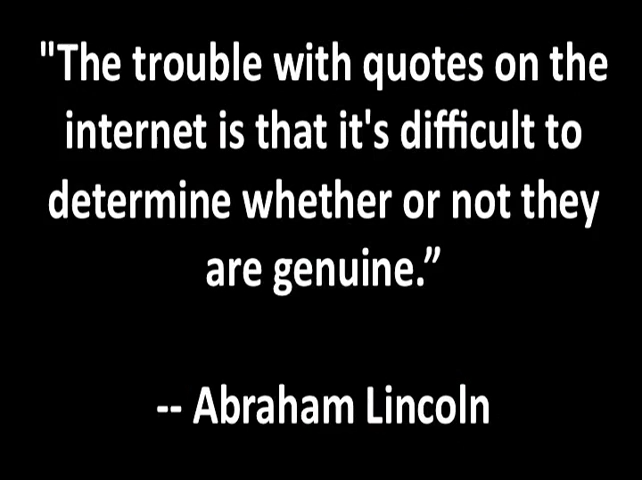 "The trouble with quotes on the
internet is that it's difficult to
determine whether or not they
are genuine.”
-- Abraham Lincoln